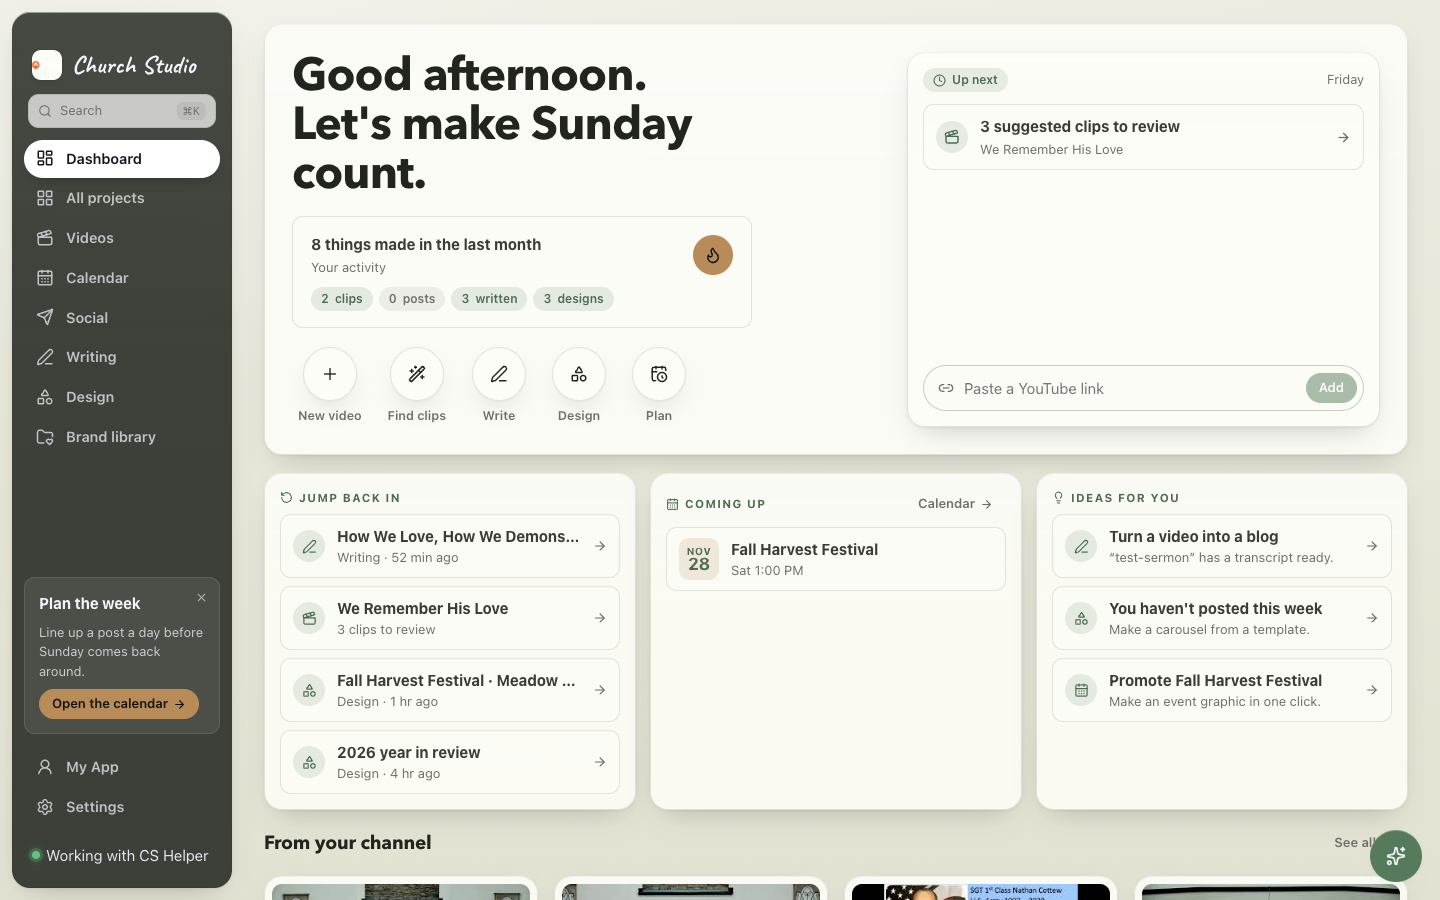 Church Studio
Search
⌘K
Dashboard
All projects
Videos
Calendar
Social
Writing
Design
Brand library
Plan the week
Line up a post a day before
Sunday comes back
around.
Open the calendar →
My App
Settings
Working with CS Helper
Good afternoon.
Let's make Sunday
count.
8 things made in the last month
Your activity
2 clips
0 posts
3 written
3 designs
New video
Find clips
Write
Design
Plan
Up next
Friday
3 suggested clips to review
We Remember His Love
Paste a YouTube link
Add
JUMP BACK IN
How We Love, How We Demons...
Writing · 52 min ago
We Remember His Love
3 clips to review
Fall Harvest Festival · Meadow ...
Design · 1 hr ago
2026 year in review
Design · 4 hr ago
COMING UP
Calendar →
NOV
28
Fall Harvest Festival
Sat 1:00 PM
IDEAS FOR YOU
Turn a video into a blog
“test-sermon” has a transcript ready.
You haven't posted this week
Make a carousel from a template.
Promote Fall Harvest Festival
Make an event graphic in one click.
From your channel
See all
SGT 1st Class Nathan Cottew